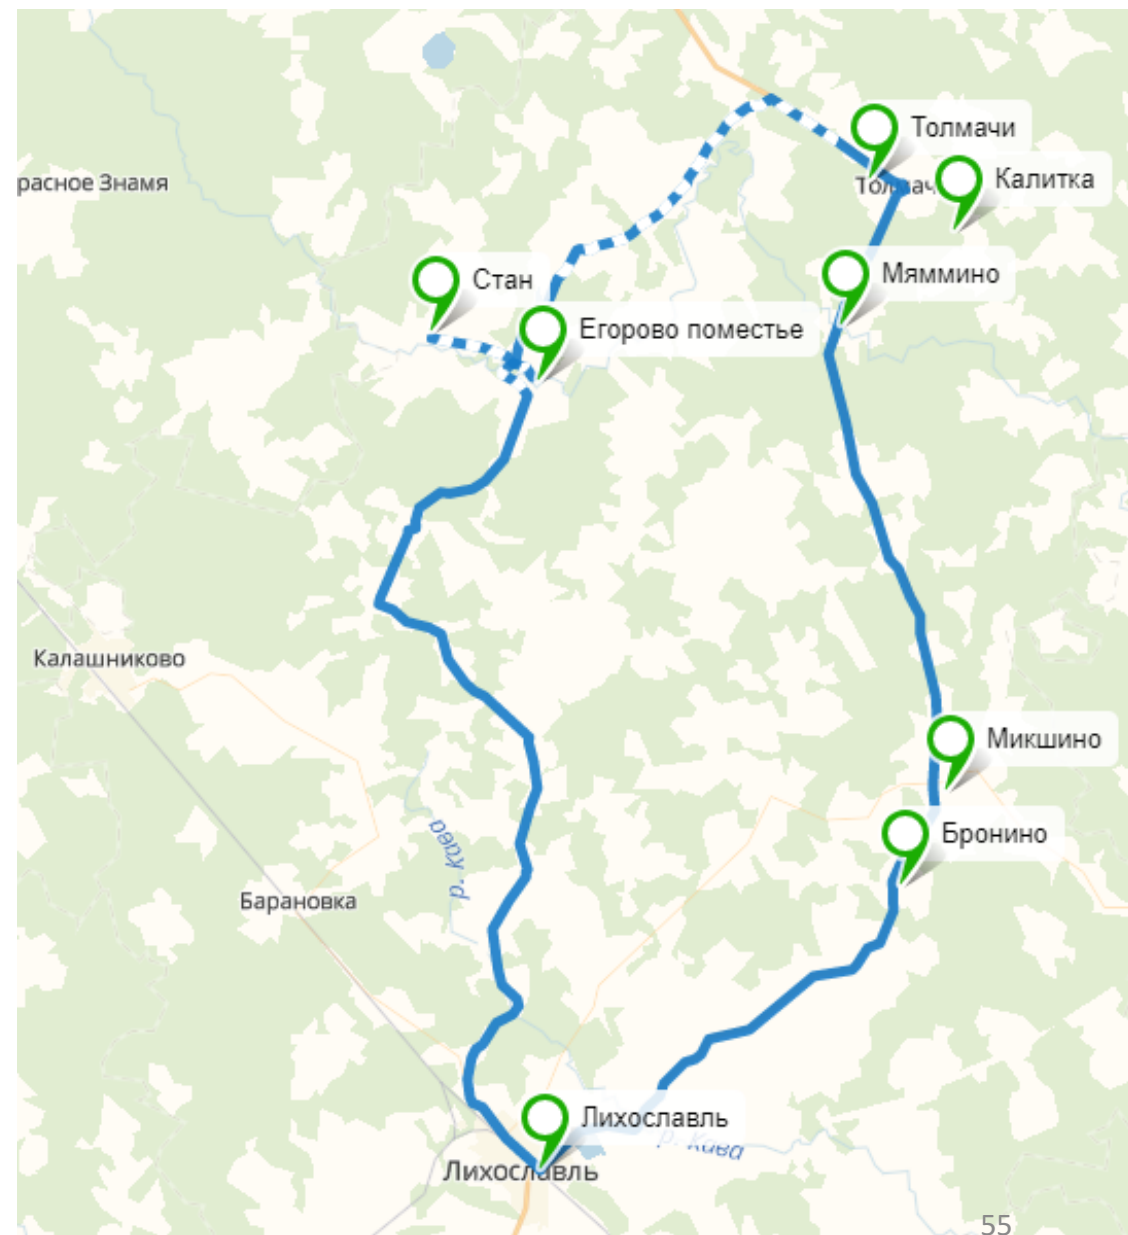 Толмачи
расное Знамя
Калитка
Мяммино
Стан
Егорово поместье
Калашниково
Микшино
Бронино
р. Кава
Барановка
Лихославль
р. Кава
Лихославль
55